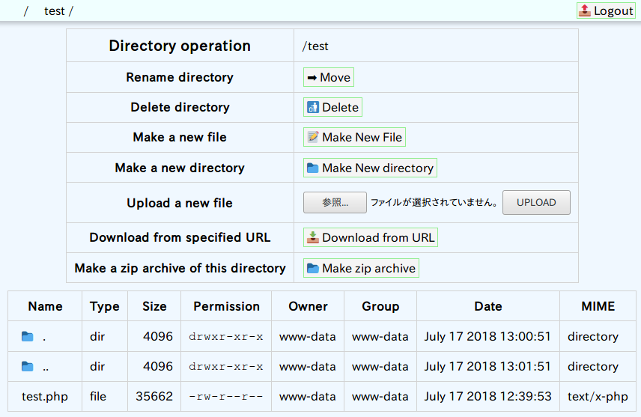 / test / Logout
Directory operation /test
Rename directory Move
Delete directory Delete
Make a new file Make New File
Make a new directory Make New directory
Upload a new file 参照... ファイルが選択されていません。 UPLOAD
Download from specified URL Download from URL
Make a zip archive of this directory Make zip archive
Name Type Size Permission Owner Group Date MIME
. dir 4096 drwxr-xr-x www-data www-data July 17 2018 13:00:51 directory
.. dir 4096 drwxr-xr-x www-data www-data July 17 2018 13:01:51 directory
test.php file 35662 -rw-r--r-- www-data www-data July 17 2018 12:39:53 text/x-php